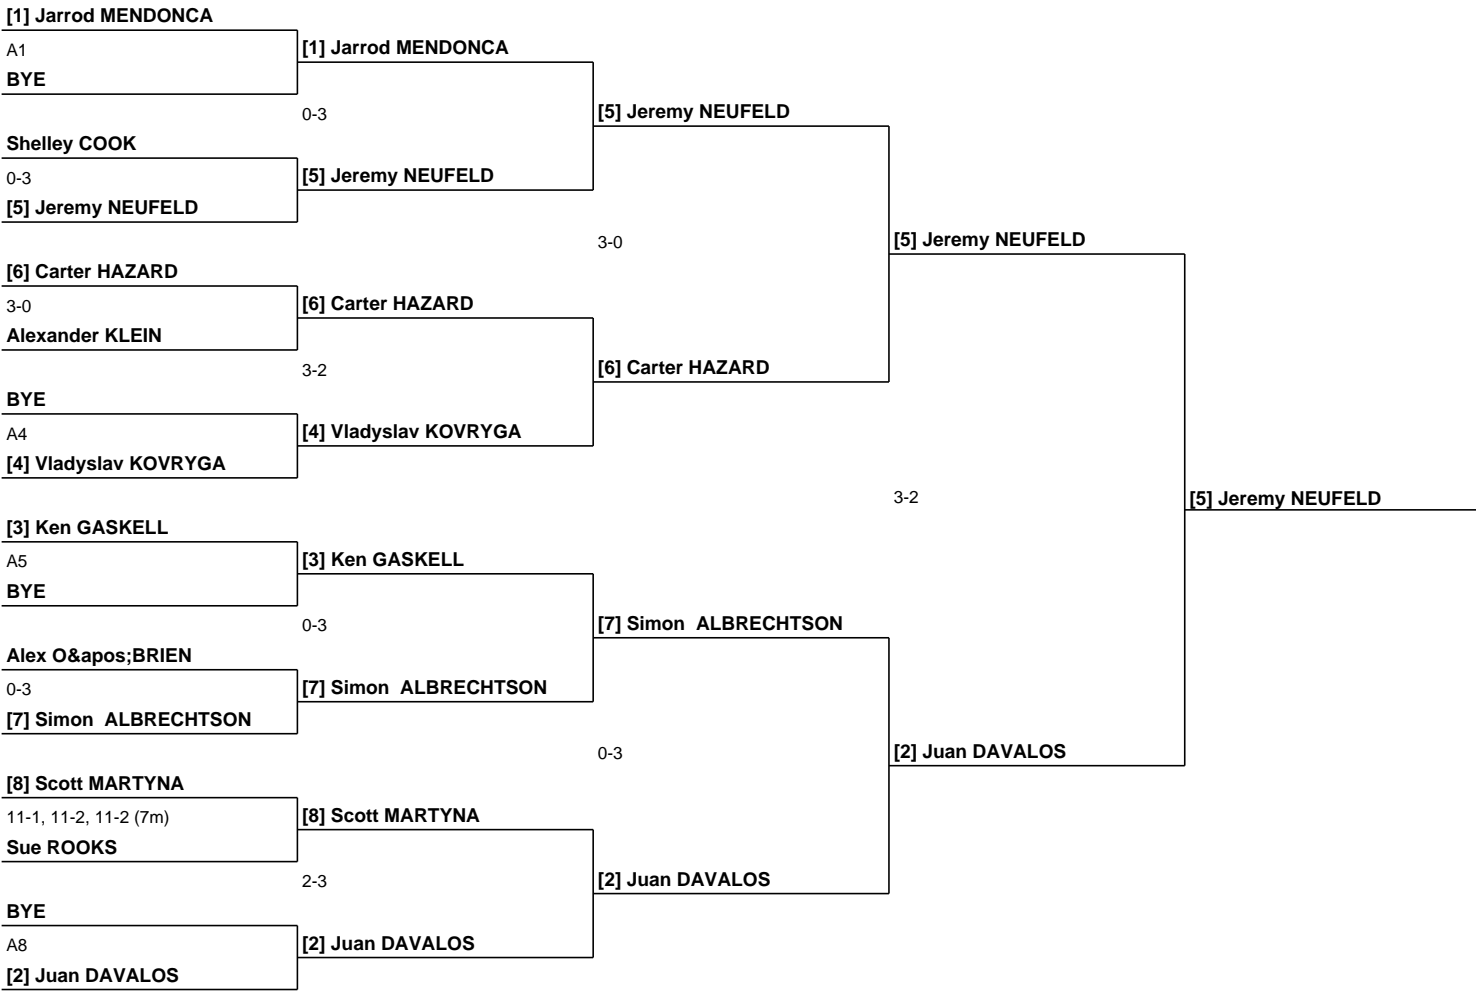 [1] Jarrod MENDONCA
A1
BYE
Shelley COOK
0-3
[5] Jeremy NEUFELD
[6] Carter HAZARD
3-0
Alexander KLEIN
BYE
A4
[4] Vladyslav KOVRYGA
[3] Ken GASKELL
A5
BYE
Alex O&apos;BRIEN
0-3
[7] Simon  ALBRECHTSON
[8] Scott MARTYNA
11-1, 11-2, 11-2 (7m)
Sue ROOKS
BYE
A8
[2] Juan DAVALOS
[1] Jarrod MENDONCA
0-3
[5] Jeremy NEUFELD
[6] Carter HAZARD
3-2
[4] Vladyslav KOVRYGA
[3] Ken GASKELL
0-3
[7] Simon  ALBRECHTSON
[8] Scott MARTYNA
2-3
[2] Juan DAVALOS
[5] Jeremy NEUFELD
3-0
[6] Carter HAZARD
[7] Simon  ALBRECHTSON
0-3
[2] Juan DAVALOS
[5] Jeremy NEUFELD
3-2
[2] Juan DAVALOS
[5] Jeremy NEUFELD